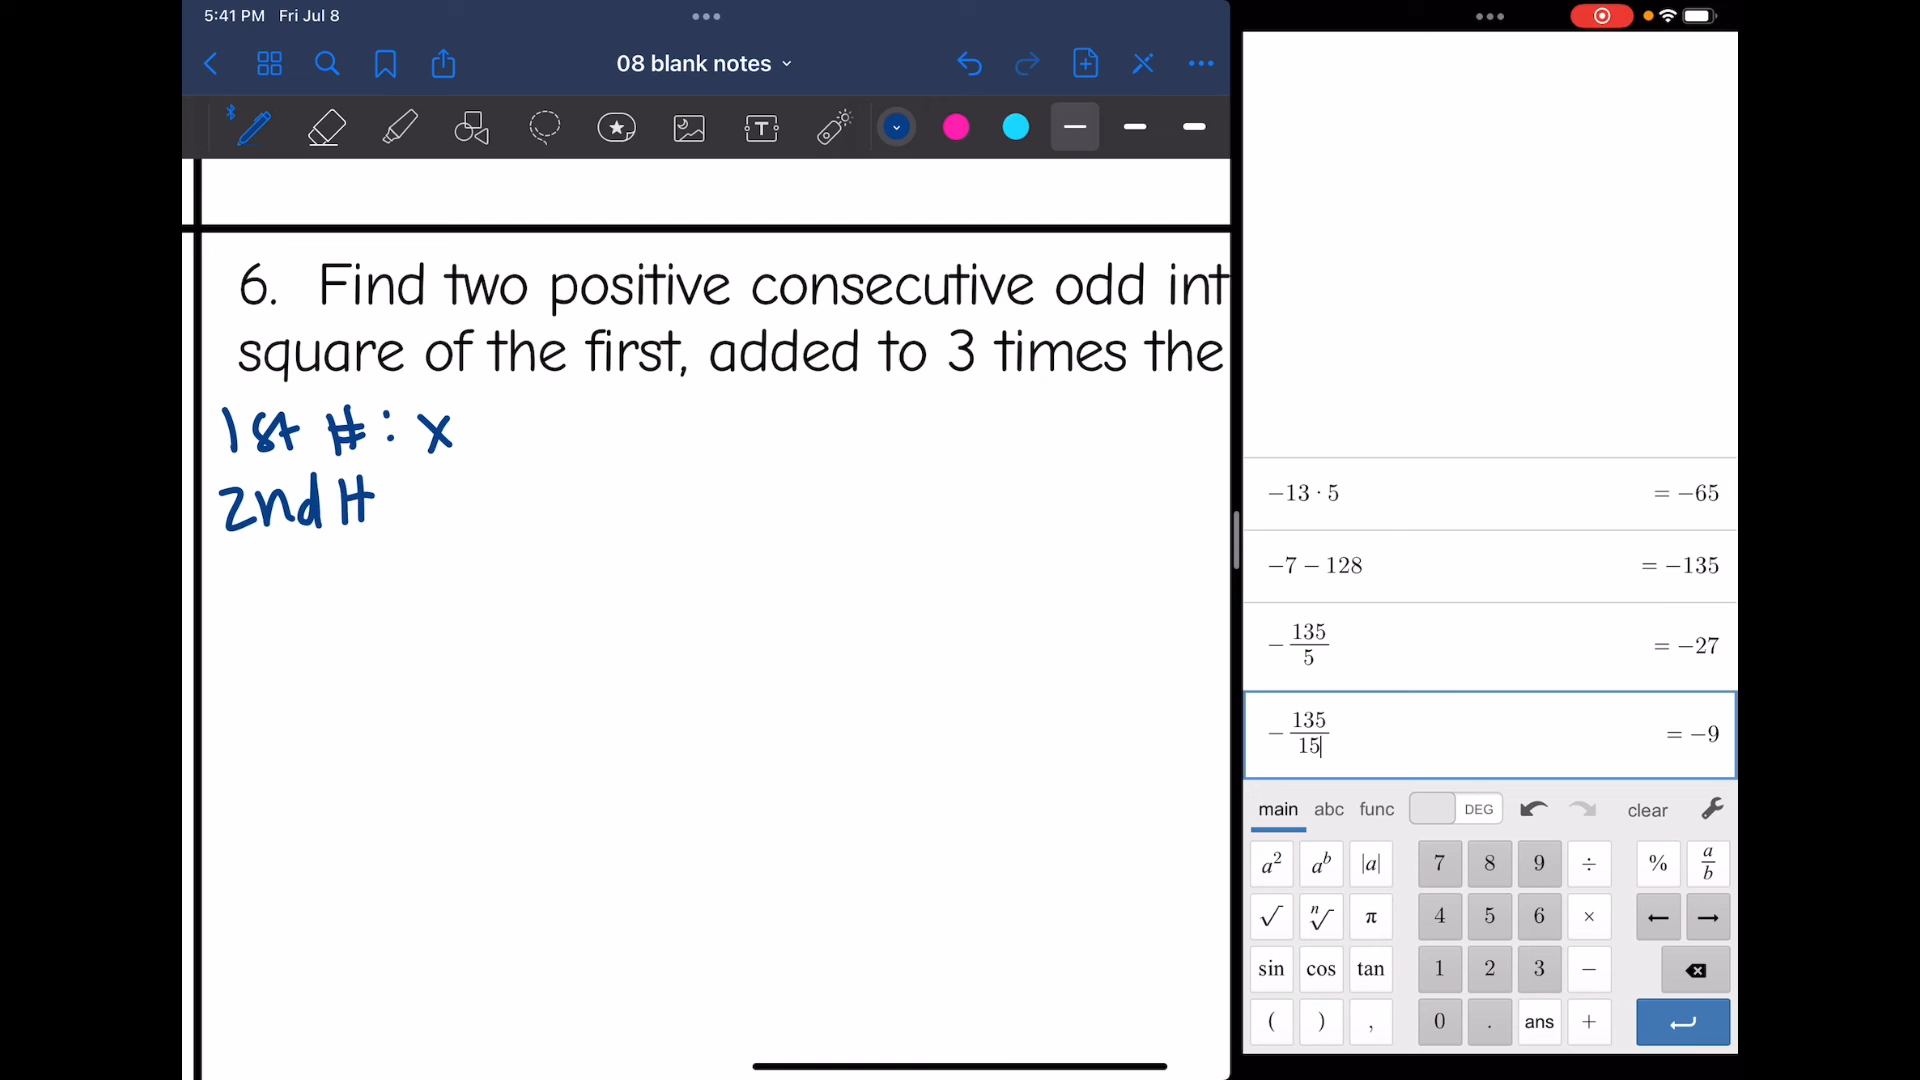 5:41 PM Fri Jul 8
08 blank notes
6. Find two positive consecutive odd int
square of the first, added to 3 times the
1st #: x
2nd H
−13 · 5 = −65
−7 − 128 = −135
− 135/5 = −27
− 135/15 = −9
main abc func DEG clear
a² aᵇ |a| 7 8 9 ÷ % a/b
√ ⁿ√ π 4 5 6 × ← →
sin cos tan 1 2 3 −
( ) , 0 . ans +